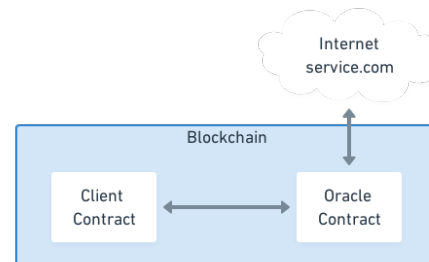 Internet
service.com
Blockchain
Client
Contract
Oracle
Contract